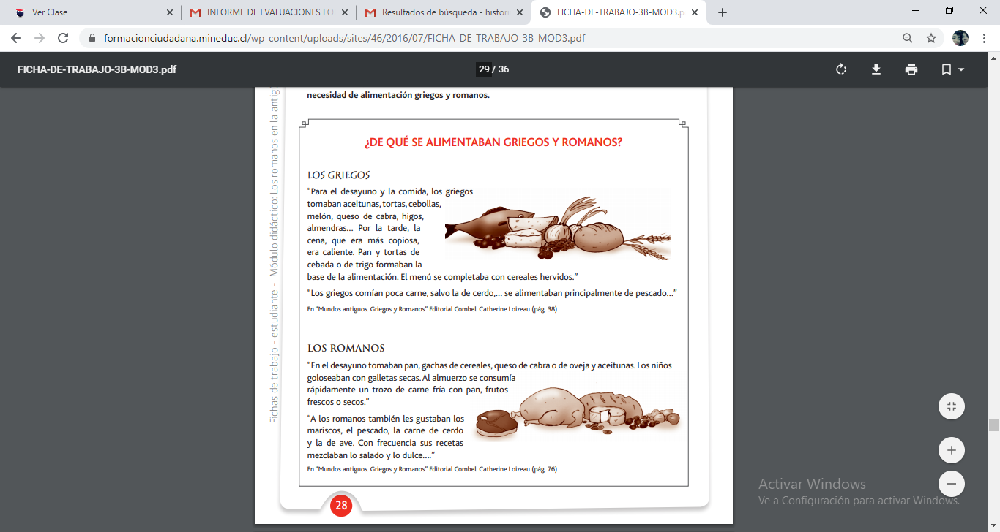 Ver Clase
INFORME DE EVALUACIONES FO
Resultados de búsqueda - histori
FICHA-DE-TRABAJO-3B-MOD3.p
formacionciudadana.mineduc.cl/wp-content/uploads/sites/46/2016/07/FICHA-DE-TRABAJO-3B-MOD3.pdf
FICHA-DE-TRABAJO-3B-MOD3.pdf
29 / 36
necesidad de alimentación griegos y romanos.
¿DE QUÉ SE ALIMENTABAN GRIEGOS Y ROMANOS?
LOS GRIEGOS
"Para el desayuno y la comida, los griegos
tomaban aceitunas, tortas, cebollas,
melón, queso de cabra, higos,
almendras... Por la tarde, la
cena, que era más copiosa,
era caliente. Pan y tortas de
cebada o de trigo formaban la
base de la alimentación. El menú se completaba con cereales hervidos."
"Los griegos comían poca carne, salvo la de cerdo,... se alimentaban principalmente de pescado..."
En "Mundos antiguos. Griegos y Romanos" Editorial Combel. Catherine Loizeau (pág. 38)
LOS ROMANOS
"En el desayuno tomaban pan, gachas de cereales, queso de cabra o de oveja y aceitunas. Los niños
goloseaban con galletas secas. Al almuerzo se consumía
rápidamente un trozo de carne fría con pan, frutos
frescos o secos."
"A los romanos también les gustaban los
mariscos, el pescado, la carne de cerdo
y la de ave. Con frecuencia sus recetas
mezclaban lo salado y lo dulce...."
En "Mundos antiguos. Griegos y Romanos" Editorial Combel. Catherine Loizeau (pág. 76)
28
Fichas de trabajo - estudiante - Módulo didáctico: Los romanos en la antigu
Activar Windows
Ve a Configuración para activar Windows.